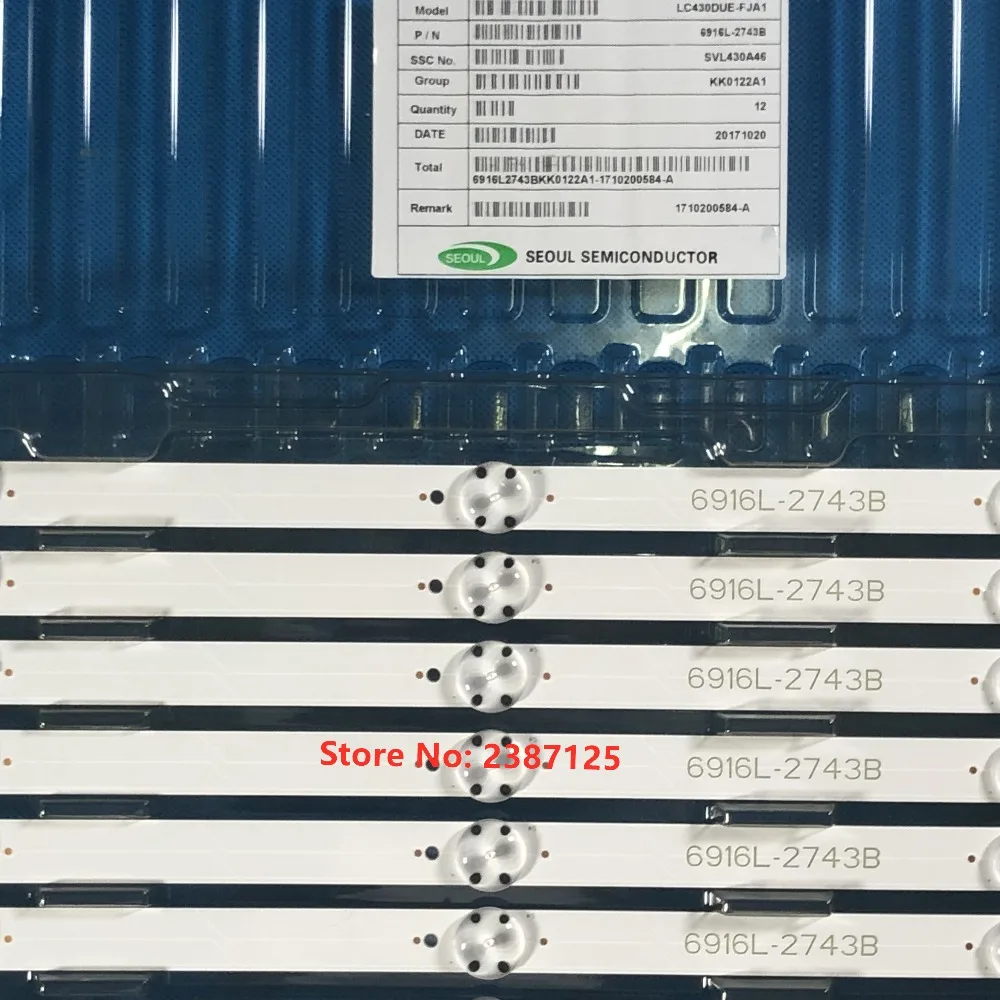 Model LC430DUE-FJA1
P / N 6916L-2743B
SSC No. SVL430A46
Group KK0122A1
Quantity 12
DATE 20171020
Total
6916L2743BKK0122A1-1710200584-A
Remark 1710200584-A
SEOUL SEOUL SEMICONDUCTOR
6916L-2743B
6916L-2743B
6916L-2743B
Store No: 2387125
6916L-2743B
6916L-2743B
6916L-2743B